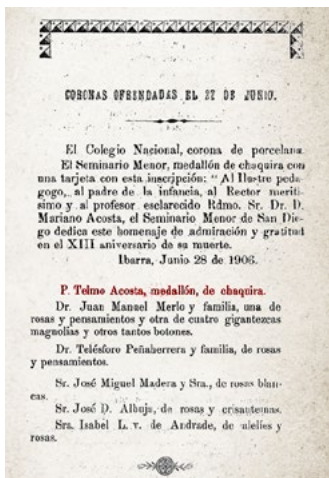 CORONAS OFRENDADAS EL 27 DE JUNIO.
El Colegio Nacional, corona de porcelana.
El Seminario Menor, medallón de chaquira con
una tarjeta con esta inscripción: "Al Ilustre peda-
gogo, al padre de la infancia, al Rector meriti-
simo y al profesor esclarecido Rdmo. Sr. Dr. D.
Mariano Acosta, el Seminario Menor de San Die-
go dedica este homenaje de admiración y gratitud
en el XIII aniversario de su muerte.
Ibarra, Junio 28 de 1906.
P. Telmo Acosta, medallón, de chaquira.
Dr. Juan Manuel Merlo y familia, una de
rosas y pensamientos y otra de cuatro gigantezcas
magnolias y otros tantos botones.
Dr. Telésforo Peñaherrera y familia, de rosas
y pensamientos.
Sr. José Miguel Madera y Sra., de rosas blan-
cas.
Sr. José D. Albuja, de rosas y crisantemas.
Sra. Isabel L. v. de Andrade, de alelíes y
rosas.